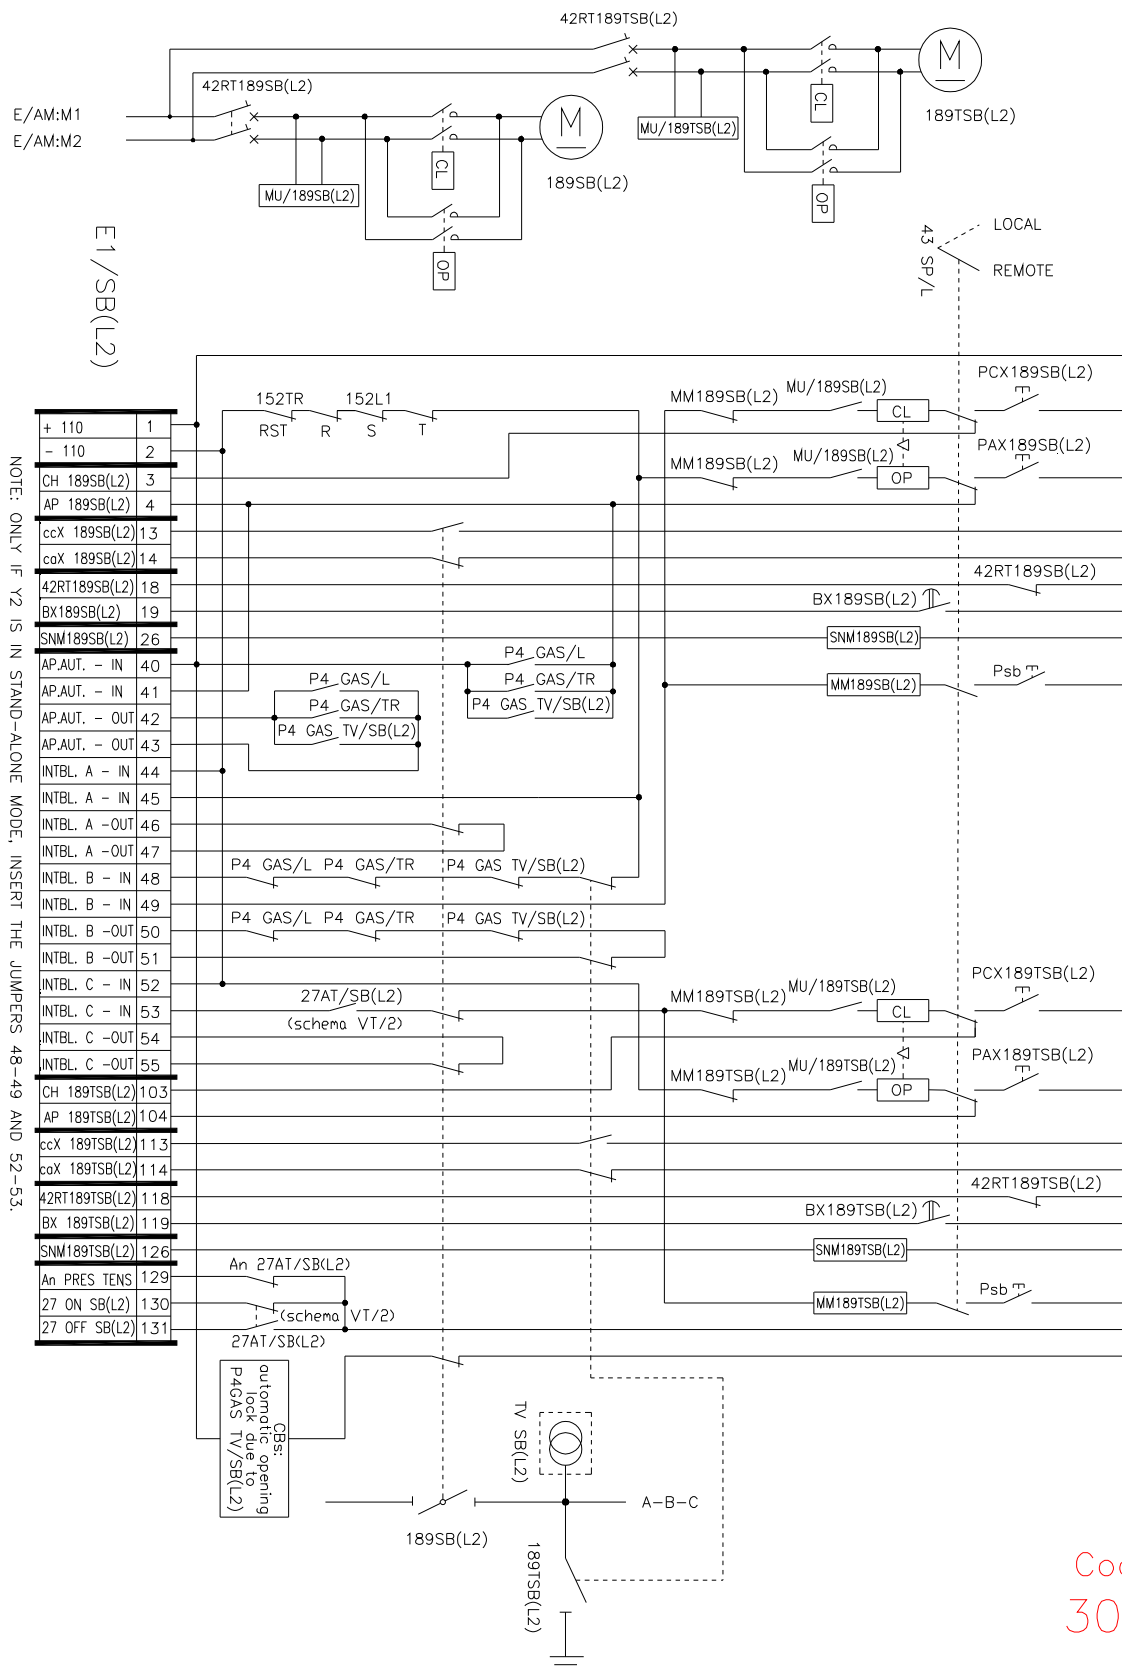 42RT189TSB(L2)
M
CL
MU/189TSB(L2)
189TSB(L2)
OP
42RT189SB(L2)
E/AM:M1
E/AM:M2
M
CL
MU/189SB(L2)
189SB(L2)
OP
E1/SB(L2)
43 SP/L
LOCAL
REMOTE
152TR
152L1
RST
R
S
T
MM189SB(L2)
MU/189SB(L2)
CL
PCX189SB(L2)
MM189SB(L2)
MU/189SB(L2)
OP
PAX189SB(L2)
+ 110 1
- 110 2
CH 189SB(L2) 3
AP 189SB(L2) 4
ccX 189SB(L2) 13
caX 189SB(L2) 14
42RT189SB(L2) 18
BX189SB(L2) 19
SNM189SB(L2) 26
AP.AUT. - IN 40
AP.AUT. - IN 41
AP.AUT. - OUT 42
AP.AUT. - OUT 43
INTBL. A - IN 44
INTBL. A - IN 45
INTBL. A -OUT 46
INTBL. A -OUT 47
INTBL. B - IN 48
INTBL. B - IN 49
INTBL. B -OUT 50
INTBL. B -OUT 51
INTBL. C - IN 52
INTBL. C - IN 53
INTBL. C -OUT 54
INTBL. C -OUT 55
CH 189TSB(L2) 103
AP 189TSB(L2) 104
ccX 189TSB(L2) 113
caX 189TSB(L2) 114
42RT189TSB(L2) 118
BX 189TSB(L2) 119
SNM189TSB(L2) 126
An PRES TENS 129
27 ON SB(L2) 130
27 OFF SB(L2) 131
NOTE: ONLY IF Y2 IS IN STAND-ALONE MODE, INSERT THE JUMPERS 48-49 AND 52-53.
42RT189SB(L2)
BX189SB(L2)
SNM189SB(L2)
MM189SB(L2)
Psb
P4 GAS/L
P4 GAS/TR
P4 GAS TV/SB(L2)
P4 GAS/L
P4 GAS/TR
P4 GAS TV/SB(L2)
P4 GAS/L P4 GAS/TR P4 GAS TV/SB(L2)
P4 GAS/L P4 GAS/TR P4 GAS TV/SB(L2)
27AT/SB(L2)
(schema VT/2)
MM189TSB(L2)
MU/189SB(L2)
CL
PCX189TSB(L2)
MM189TSB(L2)
MU/189TSB(L2)
OP
PAX189TSB(L2)
42RT189TSB(L2)
BX189TSB(L2)
SNM189TSB(L2)
MM189TSB(L2)
Psb
An 27AT/SB(L2)
(schema VT/2)
27AT/SB(L2)
CBs:
automatic opening
lock due to
P4GAS TV/SB(L2)
TV SB(L2)
A-B-C
189SB(L2)
189TSB(L2)
Coo
30